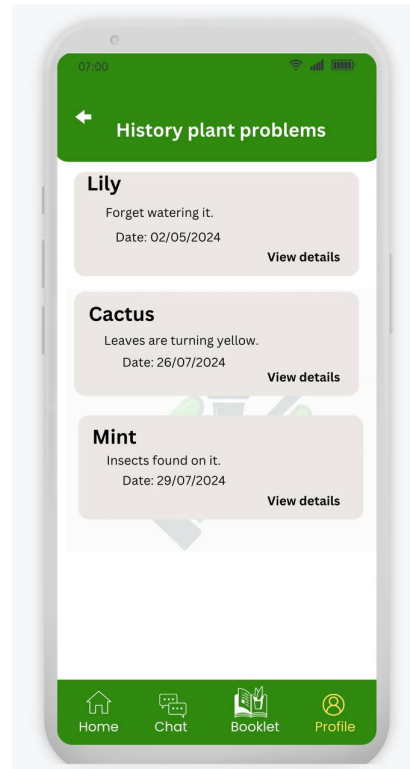 07:00
History plant problems
Lily
Forget watering it.
Date: 02/05/2024
View details
Cactus
Leaves are turning yellow.
Date: 26/07/2024
View details
Mint
Insects found on it.
Date: 29/07/2024
View details
Home Chat Booklet Profile